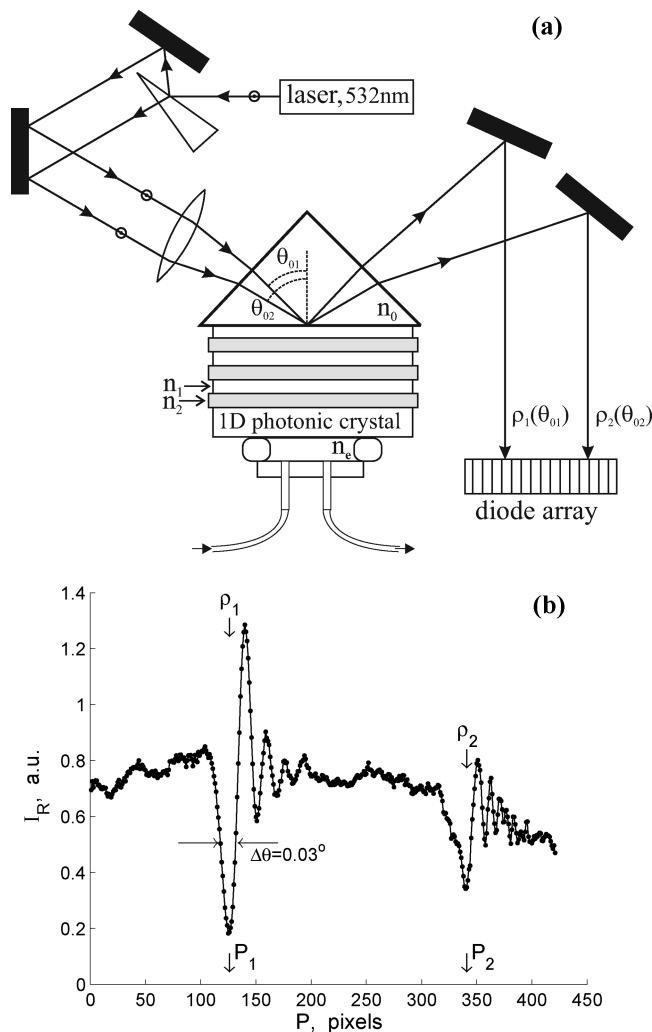 (a)
laser, 532nm
θ01
θ02
n0
n1
n2
1D photonic crystal
ne
ρ1(θ01)
ρ2(θ02)
diode array
(b)
1.4
1.2
1
0.8
0.6
0.4
0.2
0
IR, a.u.
ρ1
ρ2
Δθ=0.03°
P1
P2
0 50 100 150 200 250 300 350 400 450
P, pixels